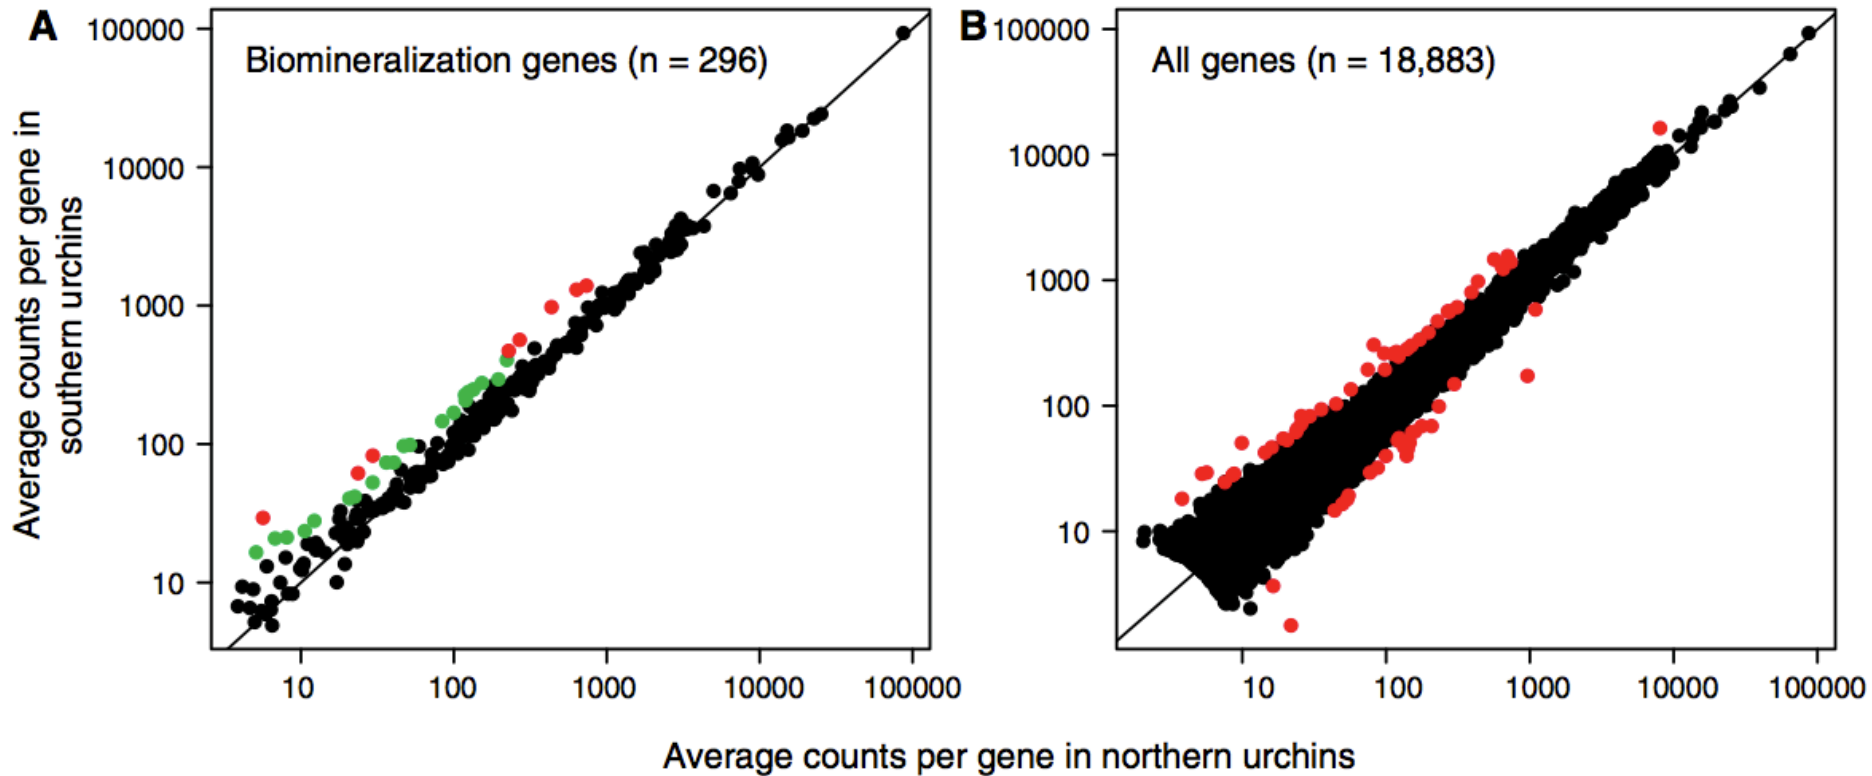 A
Biomineralization genes (n = 296)
100000
10000
1000
100
10
10
100
1000
10000
100000
Average counts per gene in
southern urchins
B
All genes (n = 18,883)
100000
10000
1000
100
10
10
100
1000
10000
100000
Average counts per gene in northern urchins